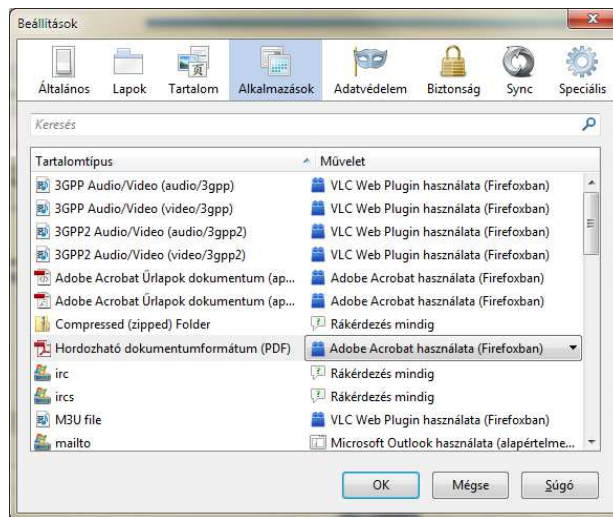 Beállítások
Általános Lapok Tartalom Alkalmazások Adatvédelem Biztonság Sync Speciális
Keresés
Tartalomtípus Művelet
3GPP Audio/Video (audio/3gpp) VLC Web Plugin használata (Firefoxban)
3GPP Audio/Video (video/3gpp) VLC Web Plugin használata (Firefoxban)
3GPP2 Audio/Video (audio/3gpp2) VLC Web Plugin használata (Firefoxban)
3GPP2 Audio/Video (video/3gpp2) VLC Web Plugin használata (Firefoxban)
Adobe Acrobat Űrlapok dokumentum (ap... Adobe Acrobat használata (Firefoxban)
Adobe Acrobat Űrlapok dokumentum (ap... Adobe Acrobat használata (Firefoxban)
Compressed (zipped) Folder Rákérdezés mindig
Hordozható dokumentumformátum (PDF) Adobe Acrobat használata (Firefoxban)
irc Rákérdezés mindig
ircs Rákérdezés mindig
M3U file VLC Web Plugin használata (Firefoxban)
mailto Microsoft Outlook használata (alapértelme...
OK Mégse Súgó